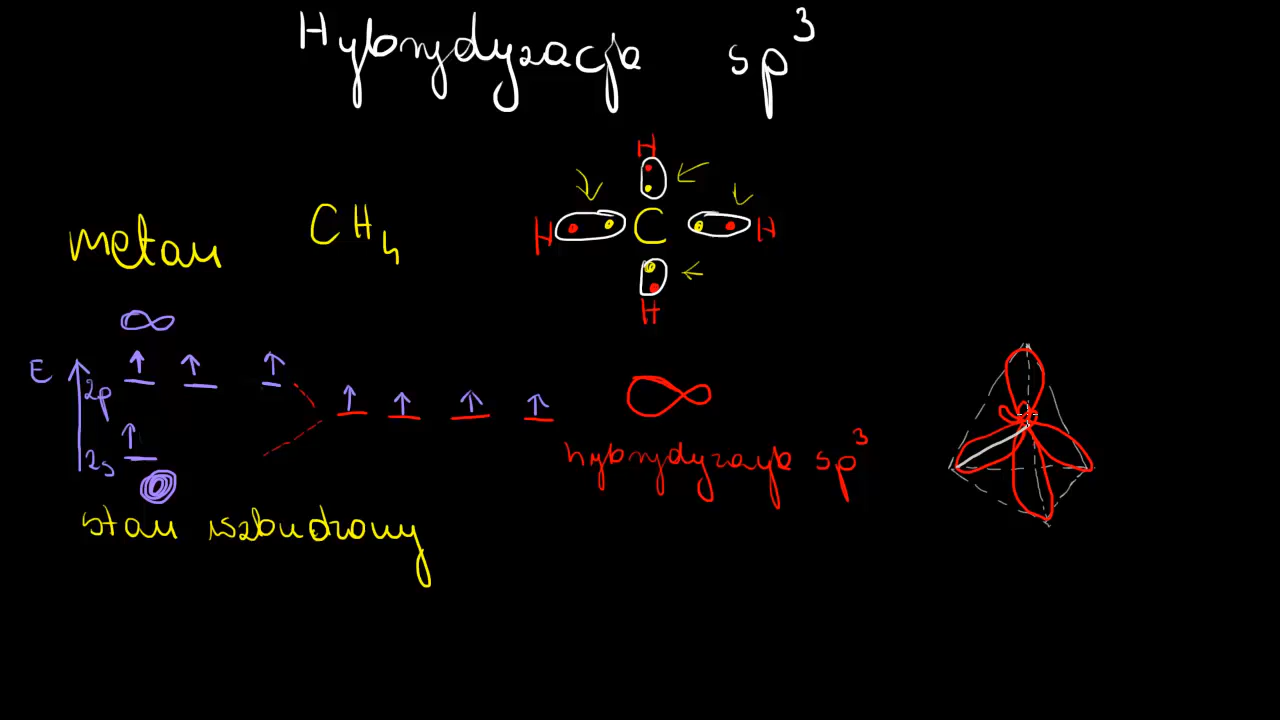 Hybrydyzacja sp³
metan CH₄
H
H C H
H
E
2p
2s
hybrydyzacja sp³
stan wzbudzony